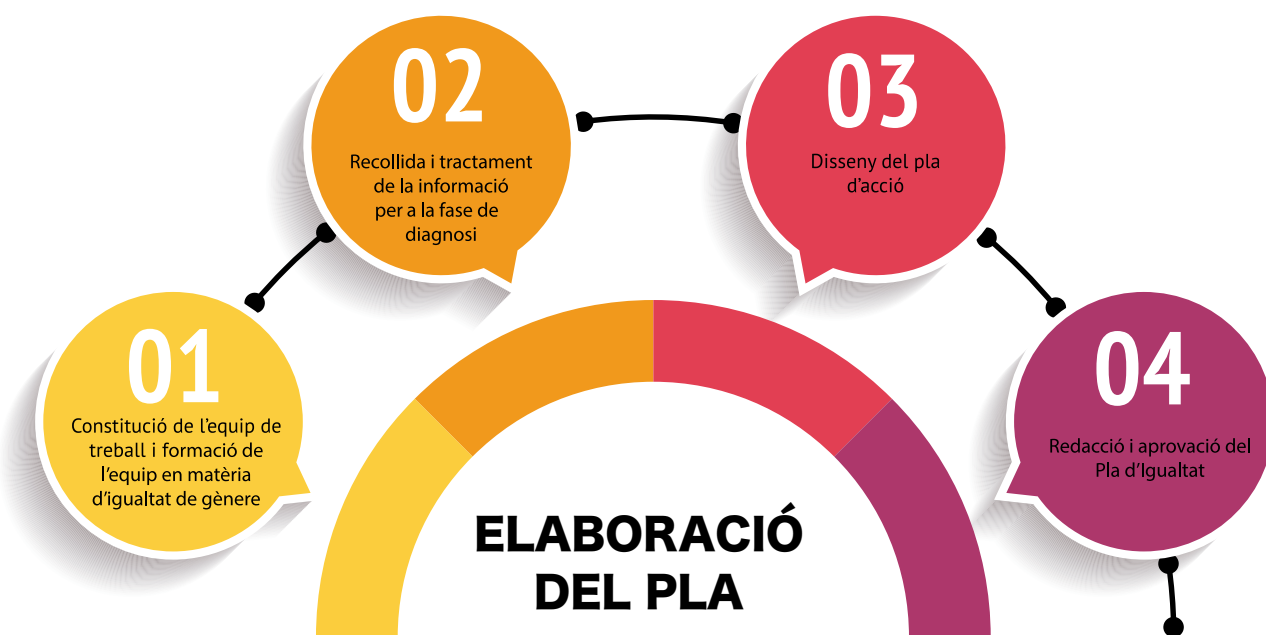 01
Constitució de l'equip de
treball i formació de
l'equip en matèria
d'igualtat de gènere
02
Recollida i tractament
de la informació
per a la fase de
diagnosi
03
Disseny del pla
d'acció
04
Redacció i aprovació del
Pla d'Igualtat
ELABORACIÓ
DEL PLA